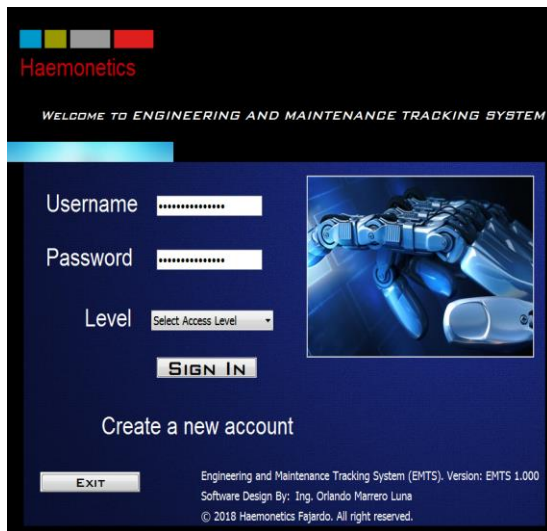 Haemonetics
WELCOME TO ENGINEERING AND MAINTENANCE TRACKING SYSTEM
Username •••••••••••••••
Password •••••••••••••••
Level Select Access Level
SIGN IN
Create a new account
EXIT
Engineering and Maintenance Tracking System (EMTS). Version: EMTS 1.000
Software Design By: Ing. Orlando Marrero Luna
© 2018 Haemonetics Fajardo. All right reserved.